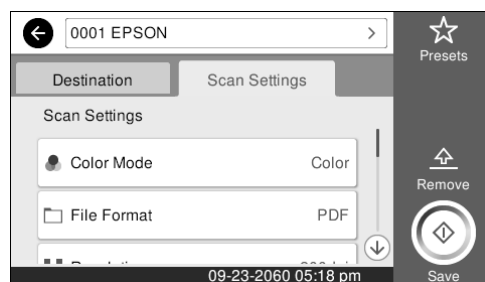 0001 EPSON
Presets
Destination
Scan Settings
Scan Settings
Color Mode
Color
Remove
File Format
PDF
09-23-2060 05:18 pm
Save